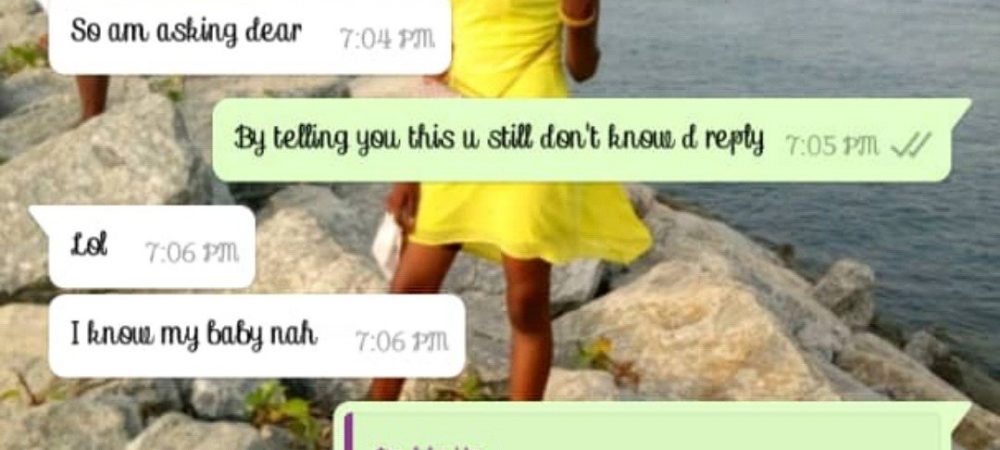 So am asking dear 7:04 PM
By telling you this u still don't know d reply 7:05 PM
Lol 7:06 PM
I know my baby nah 7:06 PM